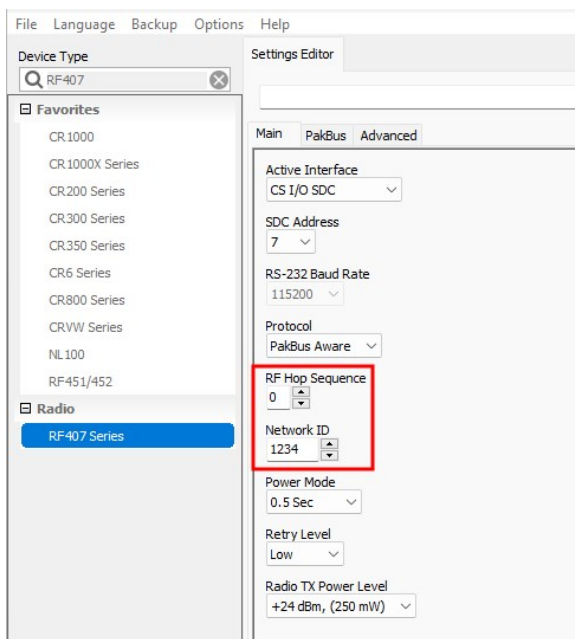 File Language Backup Options Help
Device Type
RF407
Favorites
CR1000
CR1000X Series
CR200 Series
CR300 Series
CR350 Series
CR6 Series
CR800 Series
CRVW Series
NL100
RF451/452
Radio
RF407 Series
Settings Editor
Main PakBus Advanced
Active Interface
CS I/O SDC
SDC Address
7
RS-232 Baud Rate
115200
Protocol
PakBus Aware
RF Hop Sequence
0
Network ID
1234
Power Mode
0.5 Sec
Retry Level
Low
Radio TX Power Level
+24 dBm, (250 mW)